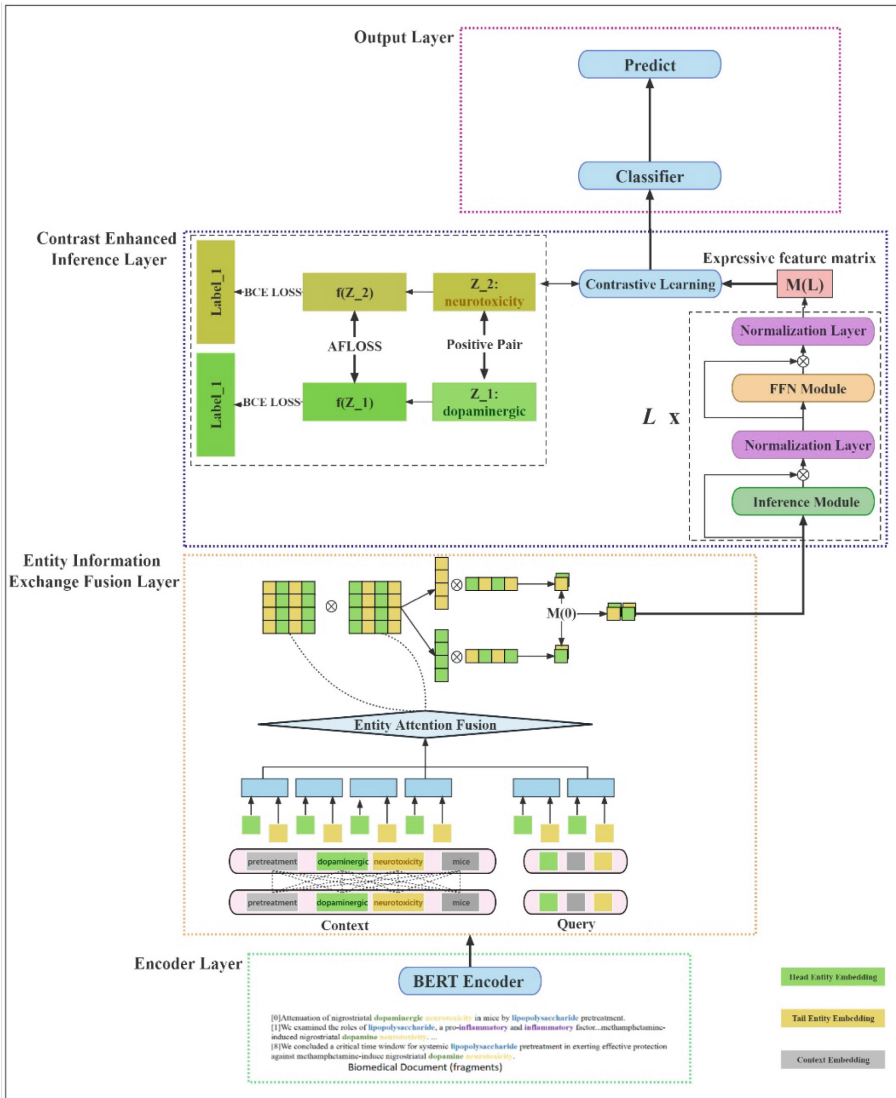 Output Layer
Predict
Classifier
Contrast Enhanced
Inference Layer
Label_1
BCE LOSS
f(Z_2)
Z_2:
neurotoxicity
AFLOSS
Positive Pair
Label_1
BCE LOSS
f(Z_1)
Z_1:
dopaminergic
Contrastive Learning
Expressive feature matrix
M(L)
Normalization Layer
FFN Module
L x
Normalization Layer
Inference Module
Entity Information
Exchange Fusion Layer
M(0)
Entity Attention Fusion
pretreatment dopaminergic neurotoxicity mice
pretreatment dopaminergic neurotoxicity mice
Context
Query
Encoder Layer
BERT Encoder
[0]Attenuation of nigrostriatal dopaminergic neurotoxicity in mice by lipopolysaccharide pretreatment.
[1]We examined the roles of lipopolysaccharide, a pro-inflammatory and inflammatory factor...methamphetamine-
induced nigrostriatal dopamine neurotoxicity. ...
[8]We concluded a critical time window for systemic lipopolysaccharide pretreatment in exerting effective protection
against methamphetamine-induce nigrostriatal dopamine neurotoxicity.
Biomedical Document (fragments)
Head Entity Embedding
Tail Entity Embedding
Context Embedding